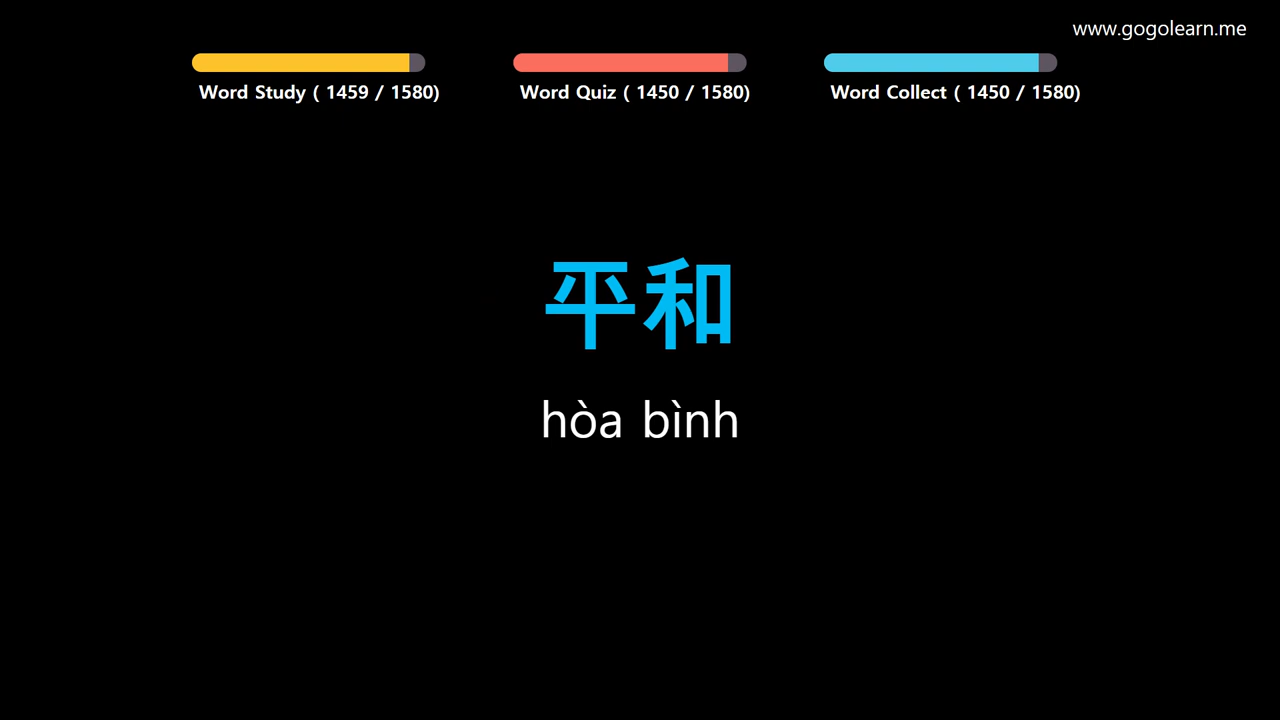 www.gogolearn.me
Word Study ( 1459 / 1580)
Word Quiz ( 1450 / 1580)
Word Collect ( 1450 / 1580)
平和
hòa bình